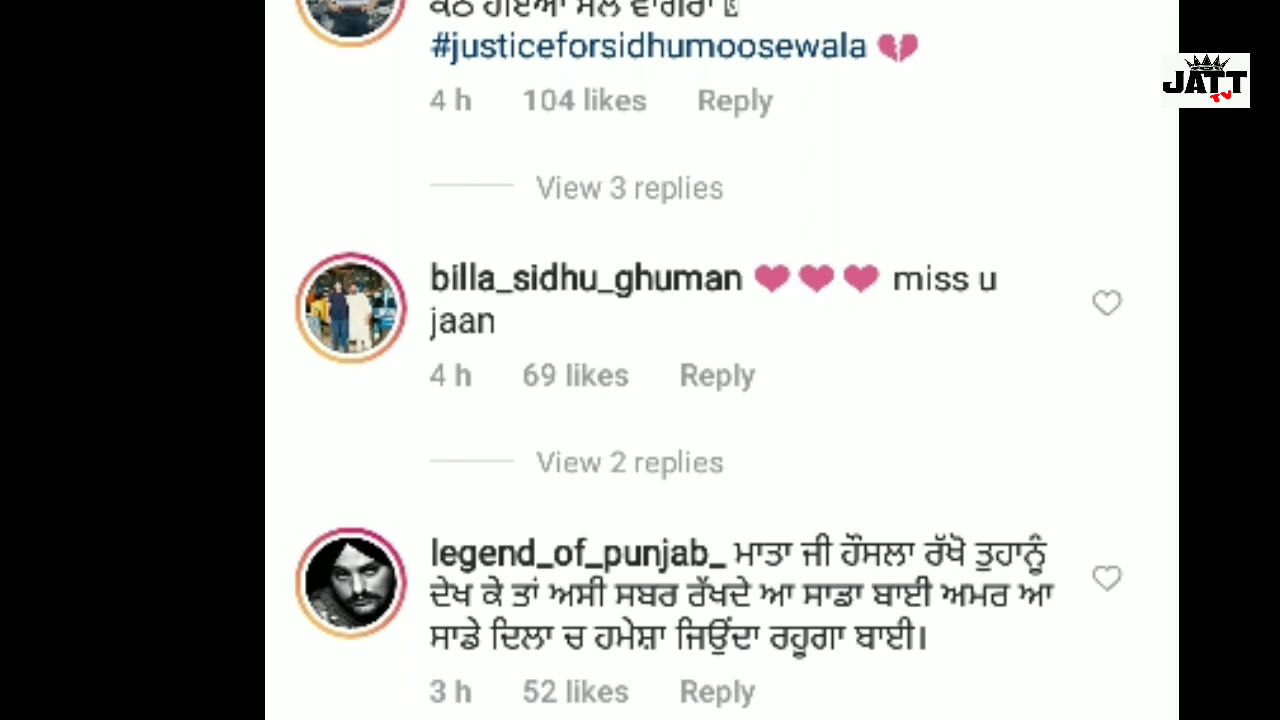 #justiceforsidhumoosewala 💔
JATT
TV
4 h 104 likes Reply
View 3 replies
billa_sidhu_ghuman ❤❤❤ miss u
jaan
4 h 69 likes Reply
View 2 replies
legend_of_punjab_ ਮਾਤਾ ਜੀ ਹੌਸਲਾ ਰੱਖੋ ਤੁਹਾਨੂੰ
ਦੇਖ ਕੇ ਤਾਂ ਅਸੀ ਸਬਰ ਰੱਖਦੇ ਆ ਸਾਡਾ ਬਾਈ ਅਮਰ ਆ
ਸਾਡੇ ਦਿਲਾ ਚ ਹਮੇਸ਼ਾ ਜਿਉਂਦਾ ਰਹੂਗਾ ਬਾਈ।
3 h 52 likes Reply